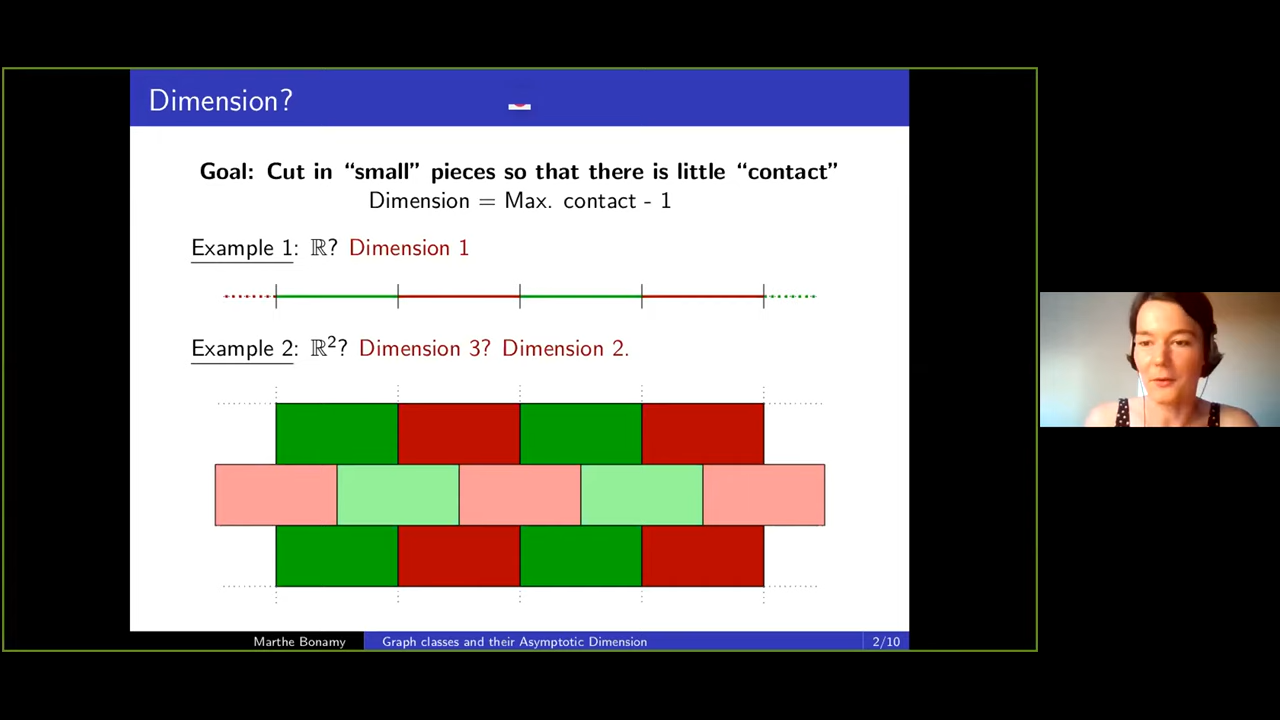 Dimension?
Goal: Cut in “small” pieces so that there is little “contact”
Dimension = Max. contact - 1
Example 1: ℝ? Dimension 1
Example 2: ℝ²? Dimension 3? Dimension 2.
Marthe Bonamy Graph classes and their Asymptotic Dimension 2/10